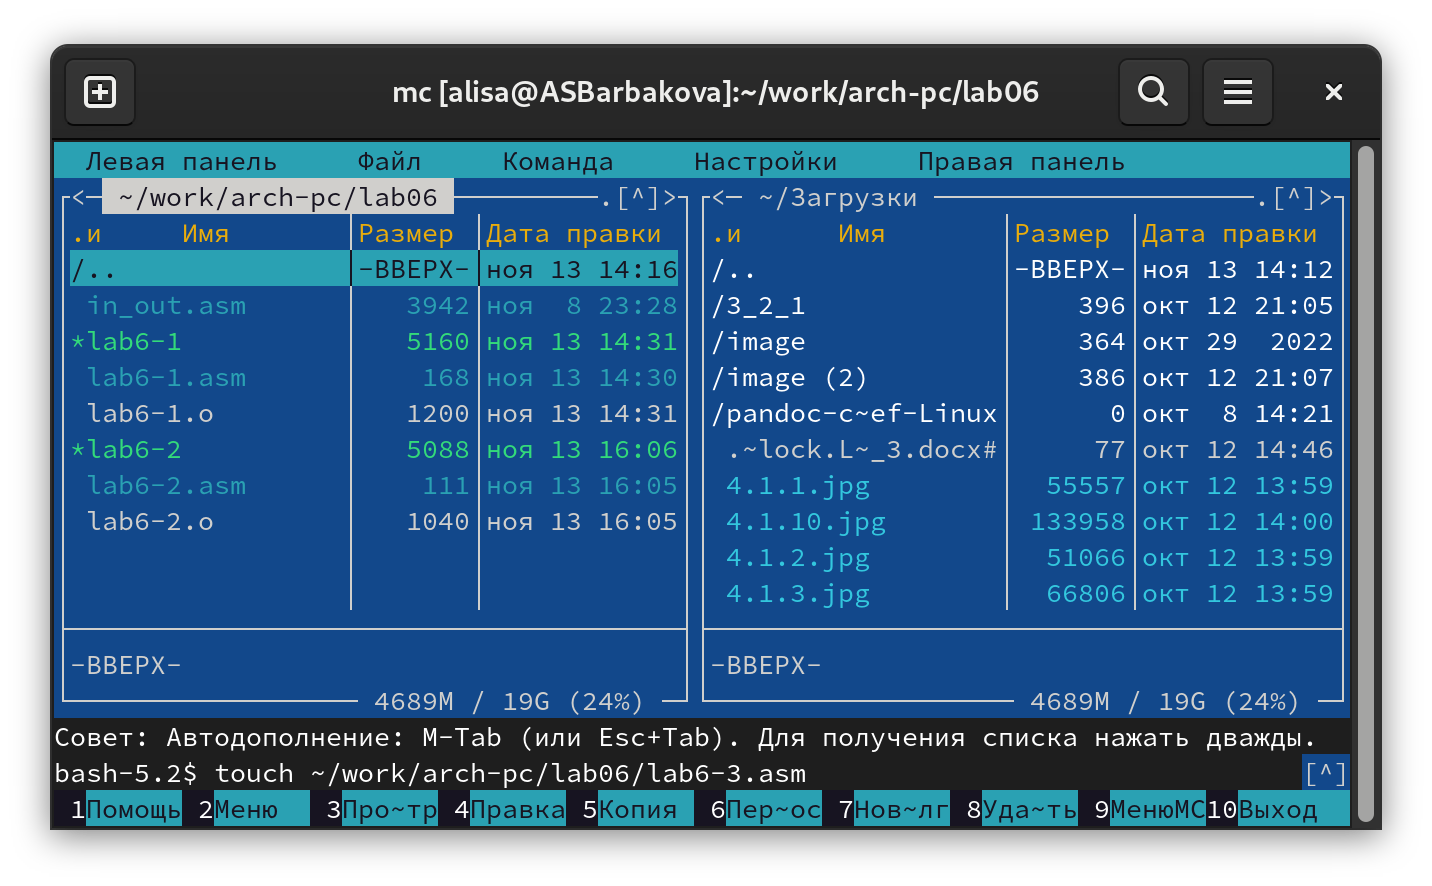 mc [alisa@ASBarbakova]:~/work/arch-pc/lab06
Левая панель Файл Команда Настройки Правая панель
<— ~/work/arch-pc/lab06 .[^]> <— ~/Загрузки .[^]>
.и Имя Размер Дата правки .и Имя Размер Дата правки
/.. -ВВЕРХ- ноя 13 14:16 /.. -ВВЕРХ- ноя 13 14:12
in_out.asm 3942 ноя 8 23:28 /3_2_1 396 окт 12 21:05
*lab6-1 5160 ноя 13 14:31 /image 364 окт 29 2022
lab6-1.asm 168 ноя 13 14:30 /image (2) 386 окт 12 21:07
lab6-1.o 1200 ноя 13 14:31 /pandoc-c~ef-Linux 0 окт 8 14:21
*lab6-2 5088 ноя 13 16:06 .~lock.L~_3.docx# 77 окт 12 14:46
lab6-2.asm 111 ноя 13 16:05 4.1.1.jpg 55557 окт 12 13:59
lab6-2.o 1040 ноя 13 16:05 4.1.10.jpg 133958 окт 12 14:00
4.1.2.jpg 51066 окт 12 13:59
4.1.3.jpg 66806 окт 12 13:59
-ВВЕРХ- -ВВЕРХ-
4689M / 19G (24%) 4689M / 19G (24%)
Совет: Автодополнение: M-Tab (или Esc+Tab). Для получения списка нажать дважды.
bash-5.2$ touch ~/work/arch-pc/lab06/lab6-3.asm [^]
1Помощь 2Меню 3Про~тр 4Правка 5Копия 6Пер~ос 7Нов~лг 8Уда~ть 9МенюMC 10Выход